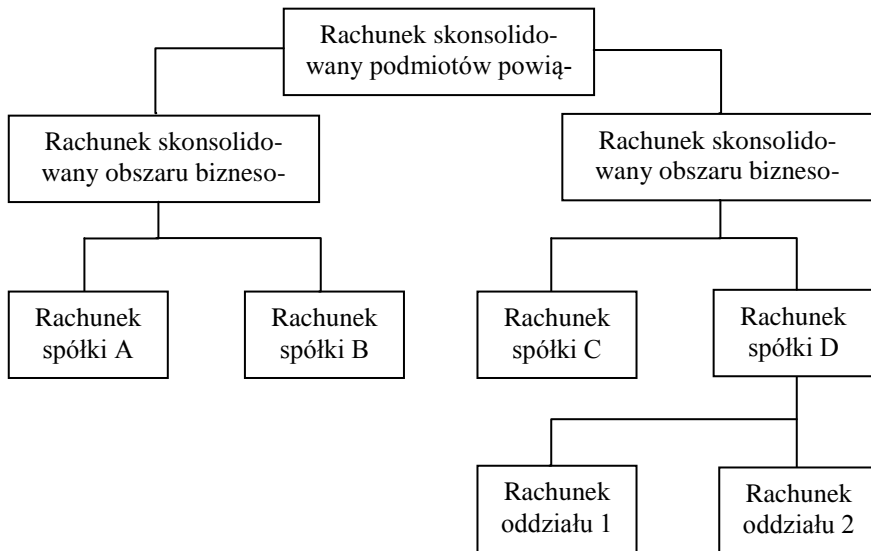 Rachunek skonsolido-
wany podmiotów powią-
Rachunek skonsolido-
wany obszaru bizneso-
Rachunek skonsolido-
wany obszaru bizneso-
Rachunek
spółki A
Rachunek
spółki B
Rachunek
spółki C
Rachunek
spółki D
Rachunek
oddziału 1
Rachunek
oddziału 2